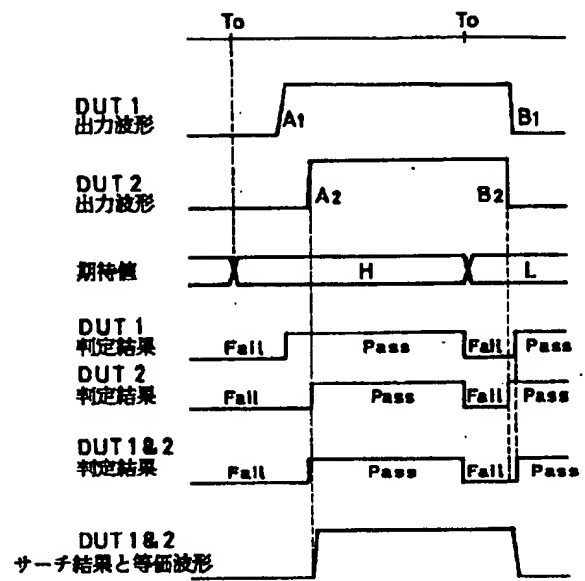 To To
DUT 1
出力波形
A1 B1
DUT 2
出力波形
A2 B2
期待値 H L
DUT 1
判定結果 Fail Pass Fail Pass
DUT 2
判定結果 Fail Pass Fail Pass
DUT 1&2
判定結果 Fail Pass Fail Pass
DUT 1&2
サーチ結果と等価波形